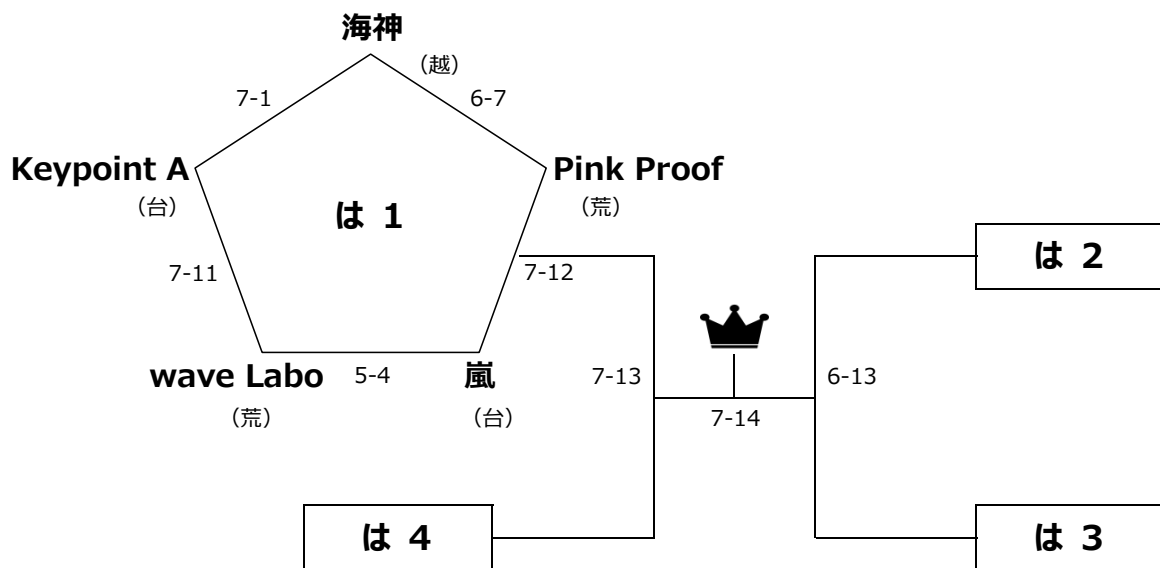 海神
（越）
7-1
6-7
Keypoint A
Pink Proof
（台）
（荒）
は 1
は 2
7-11
7-12
wave Labo
5-4
嵐
7-13
6-13
（荒）
（台）
7-14
は 4
は 3